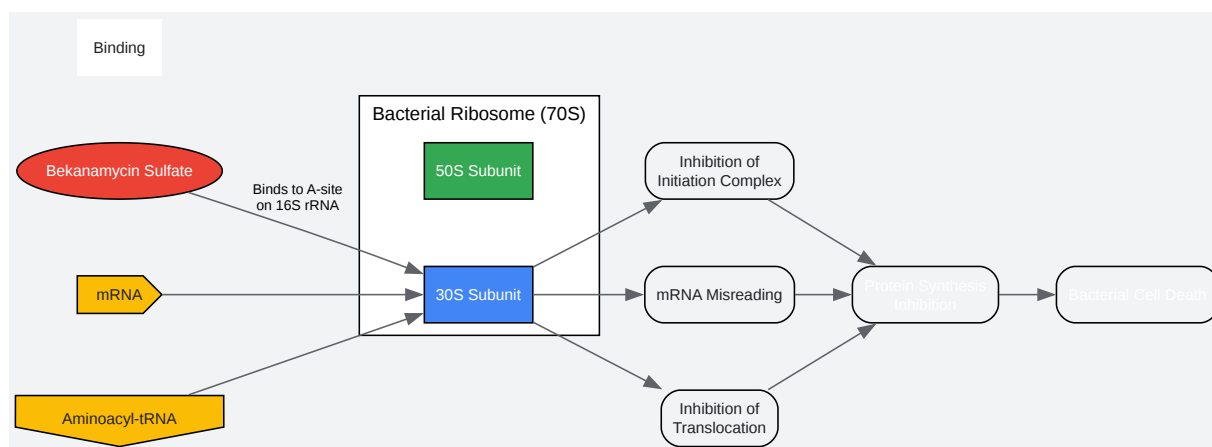 Binding
Bacterial Ribosome (70S)
Bekanamycin Sulfate
Binds to A-site
on 16S rRNA
50S Subunit
Inhibition of
Initiation Complex
mRNA
30S Subunit
mRNA Misreading
Protein Synthesis
Inhibition
Bacterial Cell Death
Aminoacyl-tRNA
Inhibition of
Translocation